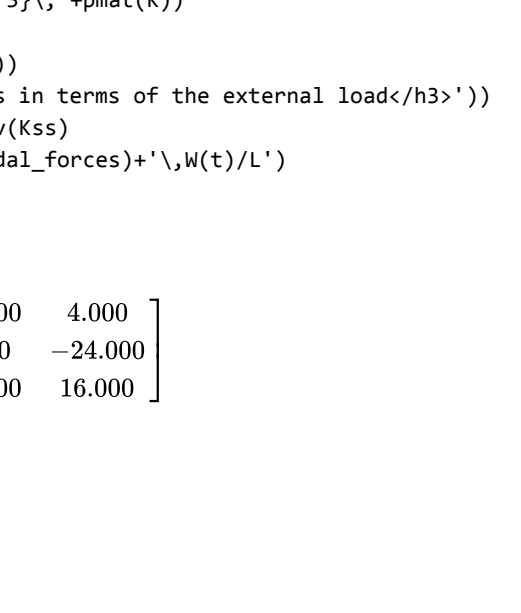 3}\, '+pmat(K))
))
s in terms of the external load</h3>'))
v(Kss)
dal_forces)+'\,W(t)/L')
00 4.000
0 −24.000
00 16.000